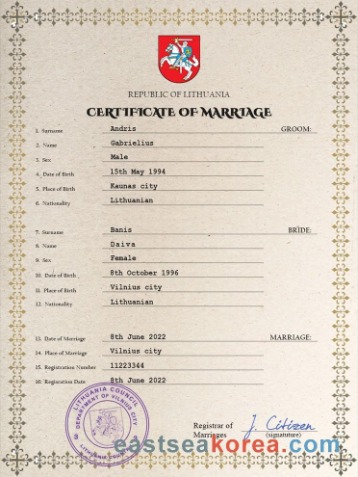 REPUBLIC OF LITHUANIA
CERTIFICATE OF MARRIAGE
1. Surname Andris GROOM:
2. Name Gabrielius
3. Sex Male
4. Date of Birth 15th May 1994
5. Place of Birth Kaunas city
6. Nationality Lithuanian
7. Surname Banis BRIDE:
8. Name Daiva
9. Sex Female
10. Date of Birth 8th October 1996
11. Place of Birth Vilnius city
12. Nationality Lithuanian
13. Date of Marriage 8th June 2022 MARRIAGE:
14. Place of Marriage Vilnius city
15. Registration Number 11223344
16. Registration Date 8th June 2022
LITHUANIA COUNCIL
DEPARTMENT OF VILNIUS CITY
Registrar of J. Citizen
Marriages (signature)
eastseakorea.com